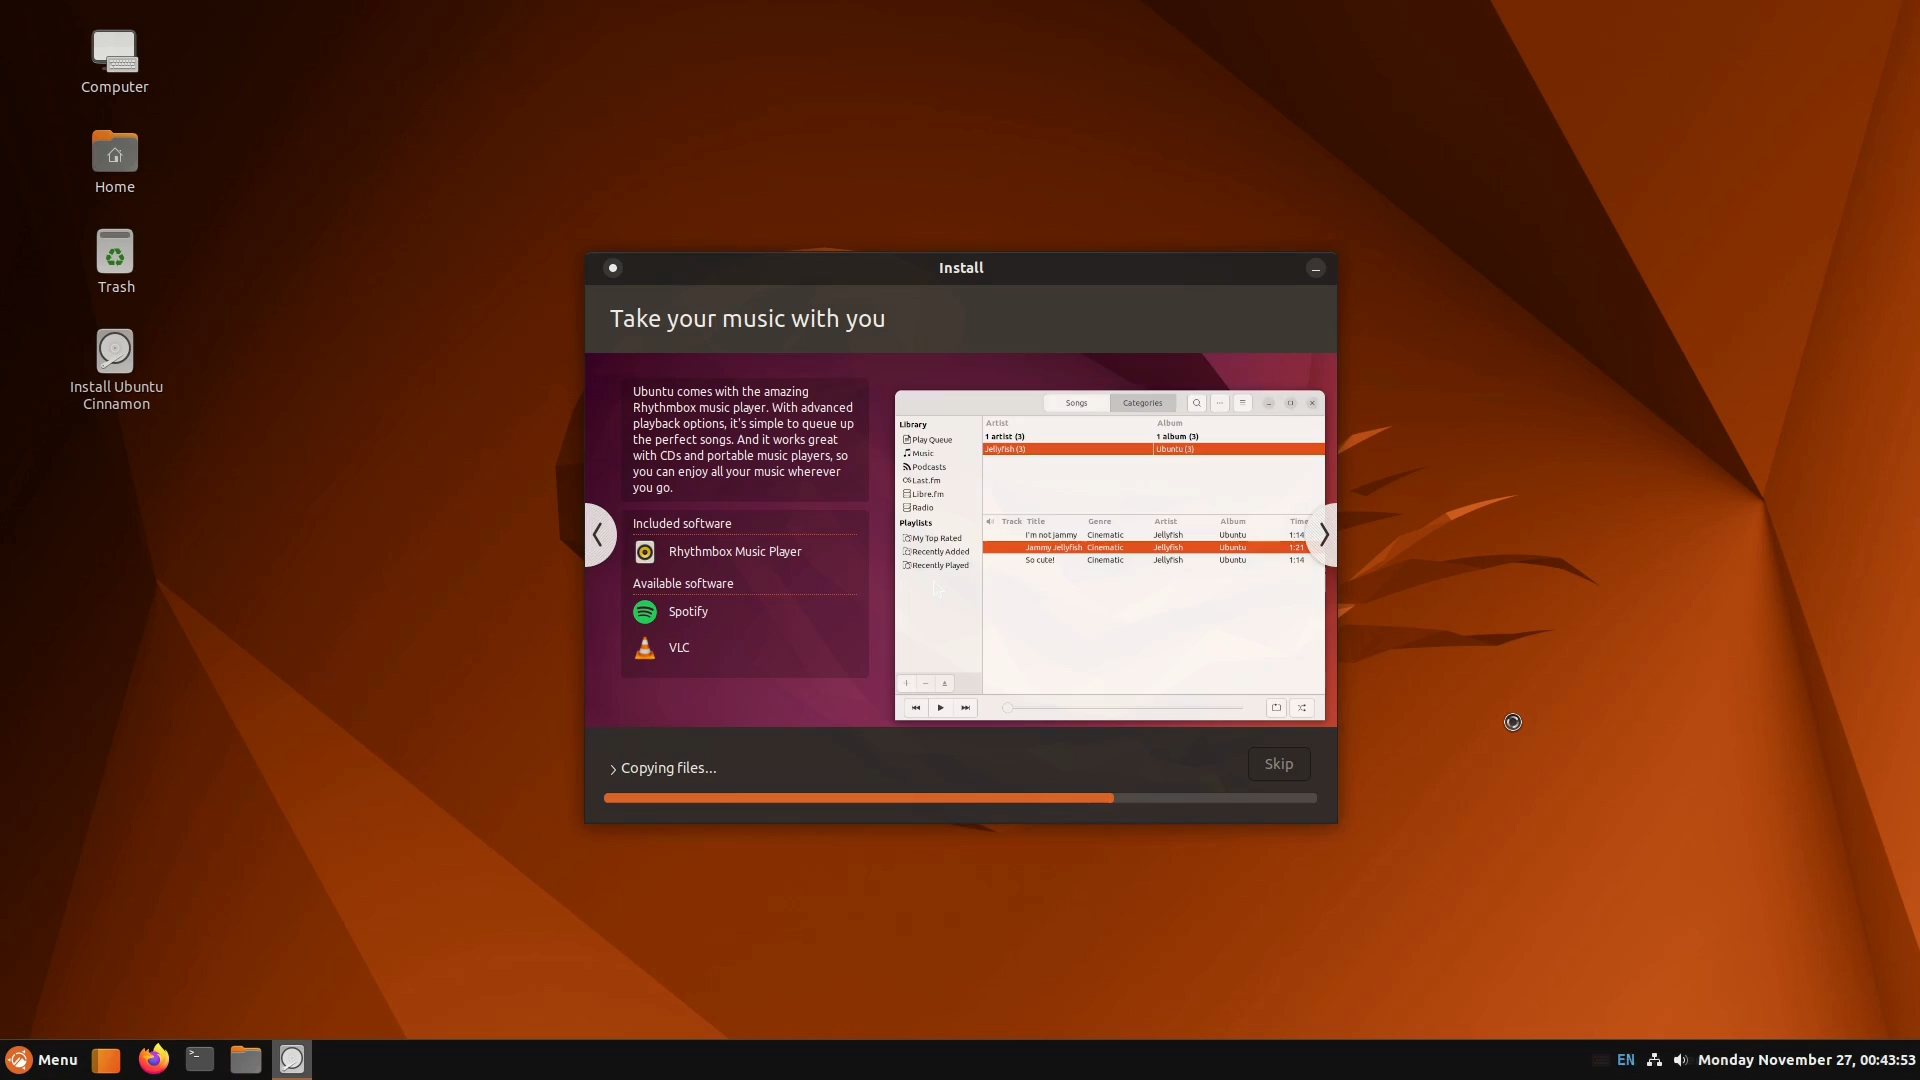 Computer
Home
Trash
Install Ubuntu
Cinnamon
Install
Take your music with you
Ubuntu comes with the amazing
Rhythmbox music player. With advanced
playback options, it's simple to queue up
the perfect songs. And it works great
with CDs and portable music players, so
you can enjoy all your music wherever
you go.
Included software
Rhythmbox Music Player
Available software
Spotify
VLC
Songs Categories
Library
Play Queue
Music
Podcasts
Last.fm
Libre.fm
Radio
Playlists
My Top Rated
Recently Added
Recently Played
Artist Album
1 artist (3) 1 album (3)
Jellyfish (3) Ubuntu (3)
Track Title Genre Artist Album Time
I'm not jammy Cinematic Jellyfish Ubuntu 1:14
Jammy Jellyfish Cinematic Jellyfish Ubuntu 1:21
So cute! Cinematic Jellyfish Ubuntu 1:14
Copying files...
Skip
Menu
EN
Monday November 27, 00:43:53